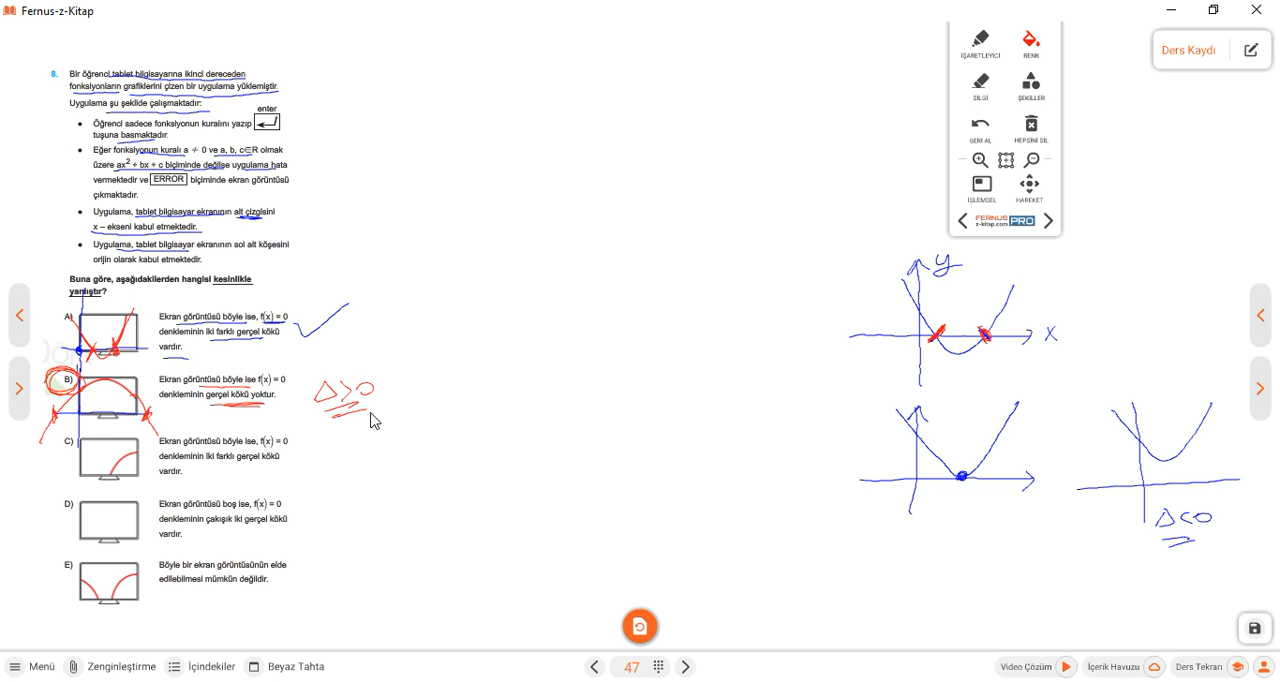 Fernus-z-Kitap
İŞARETLEYİCİ RENK
SİLGİ ŞEKİLLER
GERİ AL HEPSİNİ SİL
İŞLEMSEL HAREKET
FERNUS PRO
z-kitap.com
Ders Kaydı
8. Bir öğrenci tablet bilgisayarına ikinci dereceden
fonksiyonların grafiklerini çizen bir uygulama yüklemiştir.
Uygulama şu şekilde çalışmaktadır:
enter
• Öğrenci sadece fonksiyonun kuralını yazıp
tuşuna basmaktadır.
• Eğer fonksiyonun kuralı a ≠ 0 ve a, b, c∈R olmak
üzere ax² + bx + c biçiminde değilse uygulama hata
vermektedir ve ERROR biçiminde ekran görüntüsü
çıkmaktadır.
• Uygulama, tablet bilgisayar ekranının alt çizgisini
x – ekseni kabul etmektedir.
• Uygulama, tablet bilgisayar ekranının sol alt köşesini
orijin olarak kabul etmektedir.
Buna göre, aşağıdakilerden hangisi kesinlikle
yanlıştır?
A) Ekran görüntüsü böyle ise, f(x) = 0
denkleminin iki farklı gerçel kökü
vardır.
B) Ekran görüntüsü böyle ise f(x) = 0
denkleminin gerçel kökü yoktur.
Δ>0
C) Ekran görüntüsü böyle ise, f(x) = 0
denkleminin iki farklı gerçel kökü
vardır.
D) Ekran görüntüsü boş ise, f(x) = 0
denkleminin çakışık iki gerçel kökü
vardır.
E) Böyle bir ekran görüntüsünün elde
edilebilmesi mümkün değildir.
y
x
Δ<0
Menü Zenginleştirme İçindekiler Beyaz Tahta
47
Video Çözüm İçerik Havuzu Ders Tekrarı